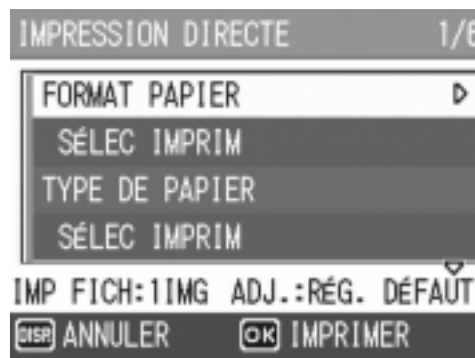 IMPRESSION DIRECTE 1/6
FORMAT PAPIER
SÉLEC IMPRIM
TYPE DE PAPIER
SÉLEC IMPRIM
IMP FICH:1IMG ADJ.:RÉG. DÉFAUT
DISP. ANNULER OK IMPRIMER